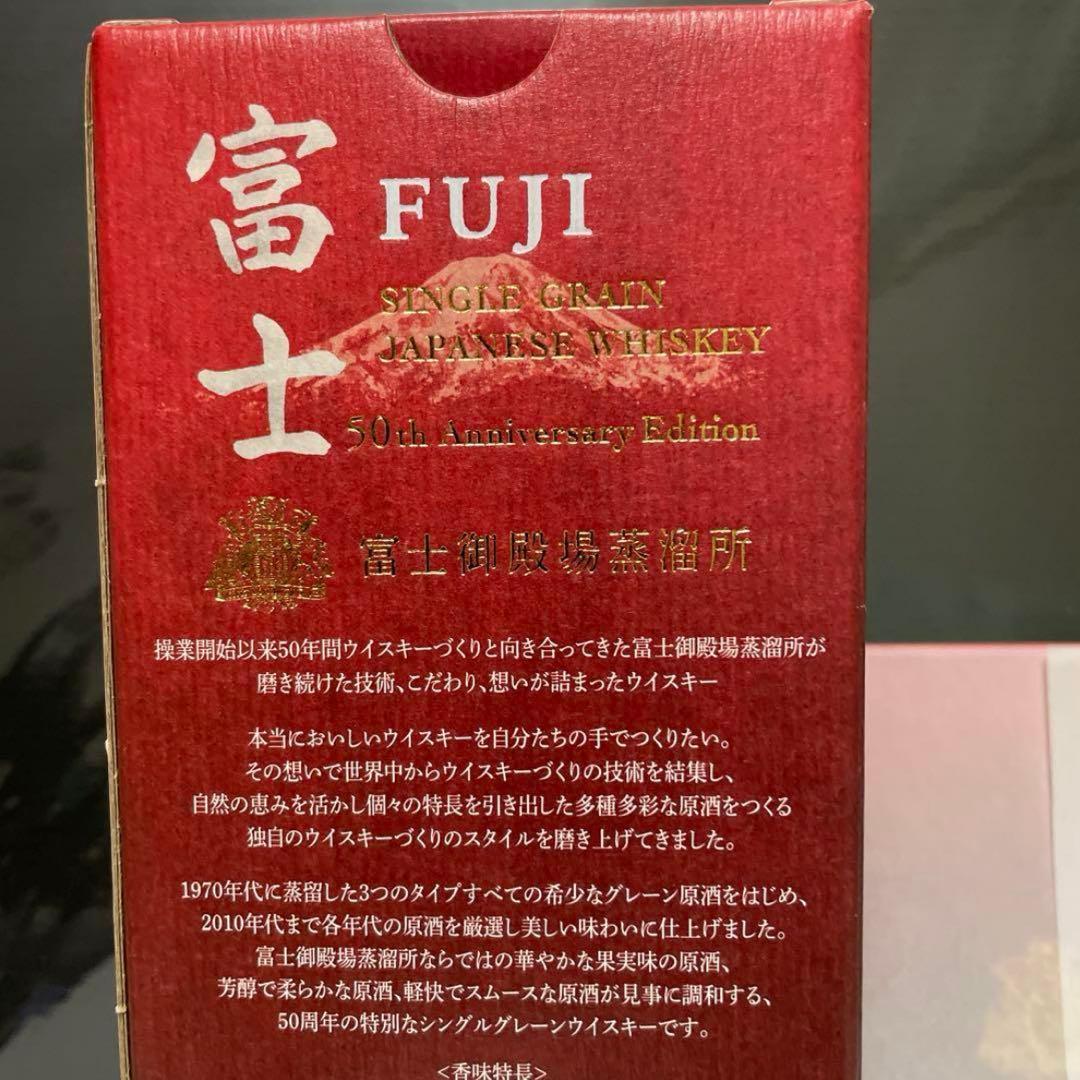 富士
FUJI
SINGLE GRAIN
JAPANESE WHISKEY
50th Anniversary Edition
富士御殿場蒸溜所
操業開始以来50年間ウイスキーづくりと向き合ってきた富士御殿場蒸溜所が
磨き続けた技術、こだわり、想いが詰まったウイスキー
本当においしいウイスキーを自分たちの手でつくりたい。
その想いで世界中からウイスキーづくりの技術を結集し、
自然の恵みを活かし個々の特長を引き出した多種多彩な原酒をつくる
独自のウイスキーづくりのスタイルを磨き上げてきました。
1970年代に蒸留した3つのタイプすべての希少なグレーン原酒をはじめ、
2010年代まで各年代の原酒を厳選し美しい味わいに仕上げました。
富士御殿場蒸溜所ならではの華やかな果実味の原酒、
芳醇で柔らかな原酒、軽快でスムースな原酒が見事に調和する、
50周年の特別なシングルグレーンウイスキーです。
<香味特長>